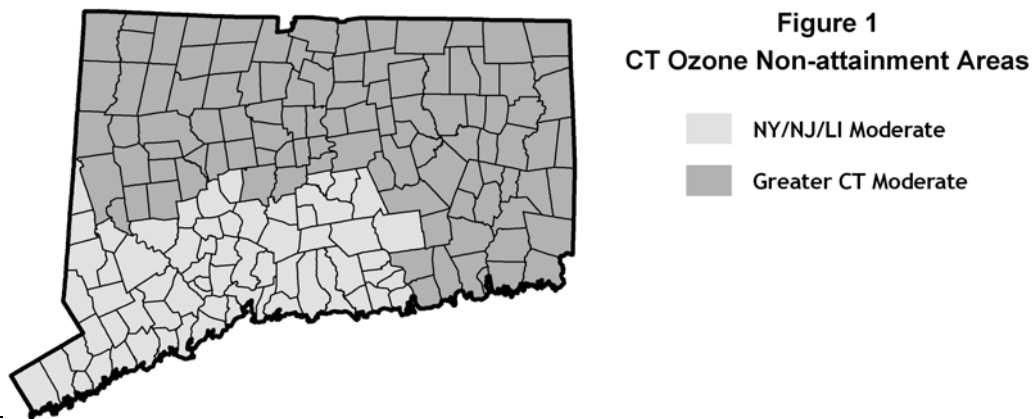 Figure 1
CT Ozone Non-attainment Areas
NY/NJ/LI Moderate
Greater CT Moderate